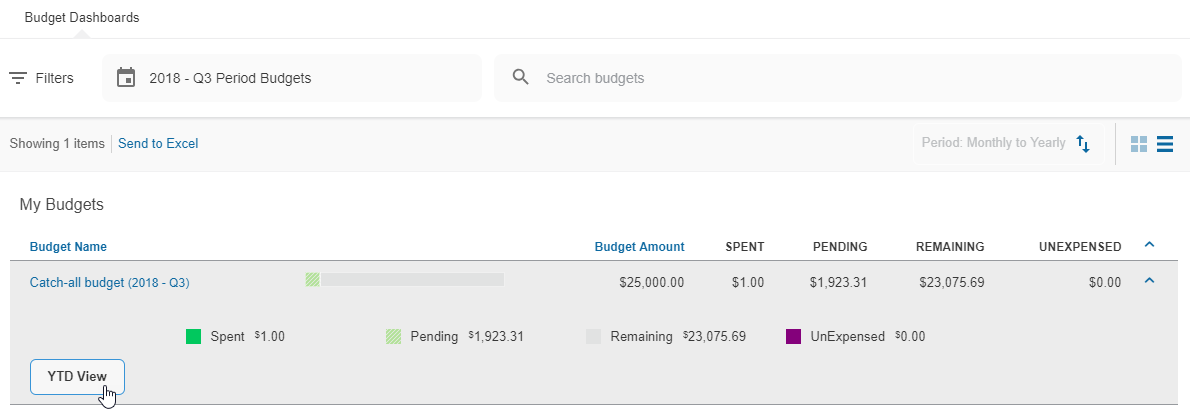 Budget Dashboards
Filters 2018 - Q3 Period Budgets Search budgets
Showing 1 items Send to Excel Period: Monthly to Yearly
My Budgets
Budget Name Budget Amount SPENT PENDING REMAINING UNEXPENSED
Catch-all budget (2018 - Q3) $25,000.00 $1.00 $1,923.31 $23,075.69 $0.00
Spent $1.00 Pending $1,923.31 Remaining $23,075.69 UnExpensed $0.00
YTD View